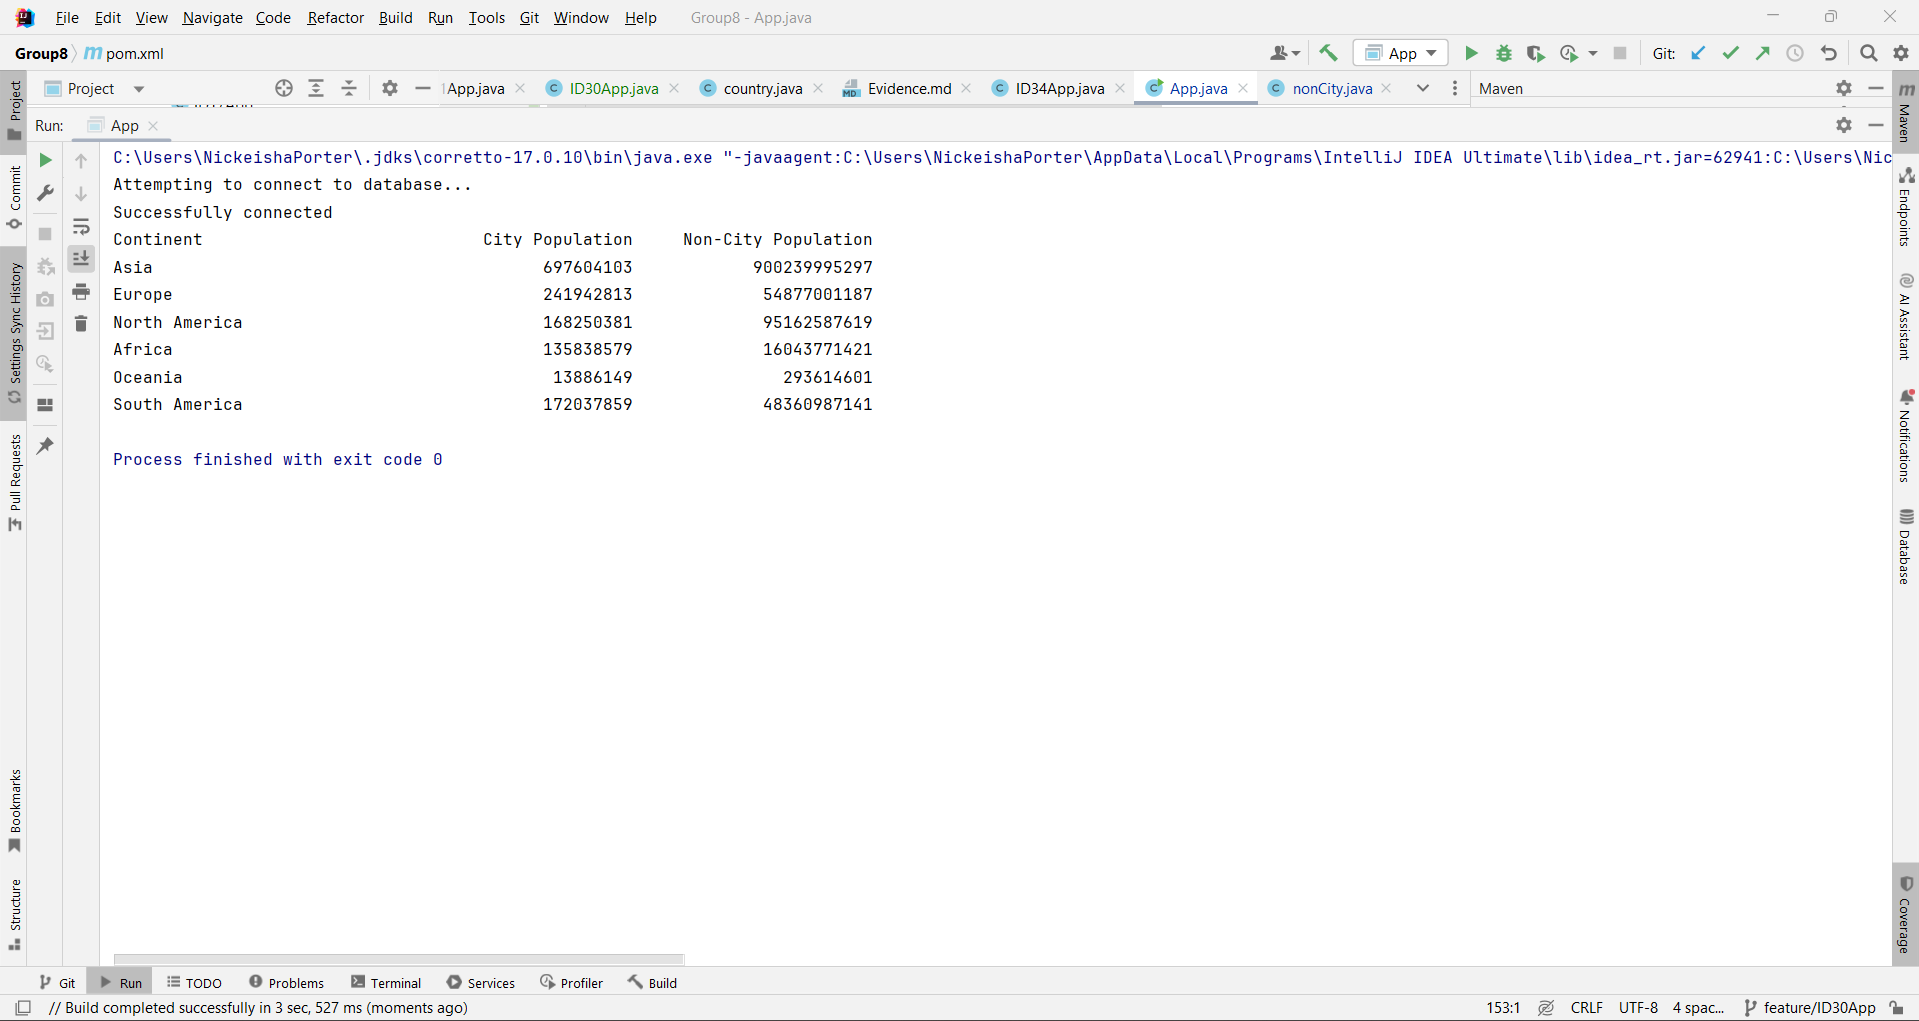 File Edit View Navigate Code Refactor Build Run Tools Git Window Help Group8 - App.java
Group8 m pom.xml App Git:
Project App.java ID30App.java country.java Evidence.md ID34App.java App.java nonCity.java Maven
Run: App
C:\Users\NickeishaPorter\.jdks\corretto-17.0.10\bin\java.exe "-javaagent:C:\Users\NickeishaPorter\AppData\Local\Programs\IntelliJ IDEA Ultimate\lib\idea_rt.jar=62941:C:\Users\Nic
Attempting to connect to database...
Successfully connected
Continent City Population Non-City Population
Asia 697604103 900239995297
Europe 241942813 54877001187
North America 168250381 95162587619
Africa 135838579 16043771421
Oceania 13886149 293614601
South America 172037859 48360987141
Process finished with exit code 0
Project
Commit
Settings Sync History
Pull Requests
Bookmarks
Structure
m Maven
Endpoints
AI Assistant
Notifications
Database
Coverage
Git Run TODO Problems Terminal Services Profiler Build
// Build completed successfully in 3 sec, 527 ms (moments ago) 153:1 CRLF UTF-8 4 spac... feature/ID30App